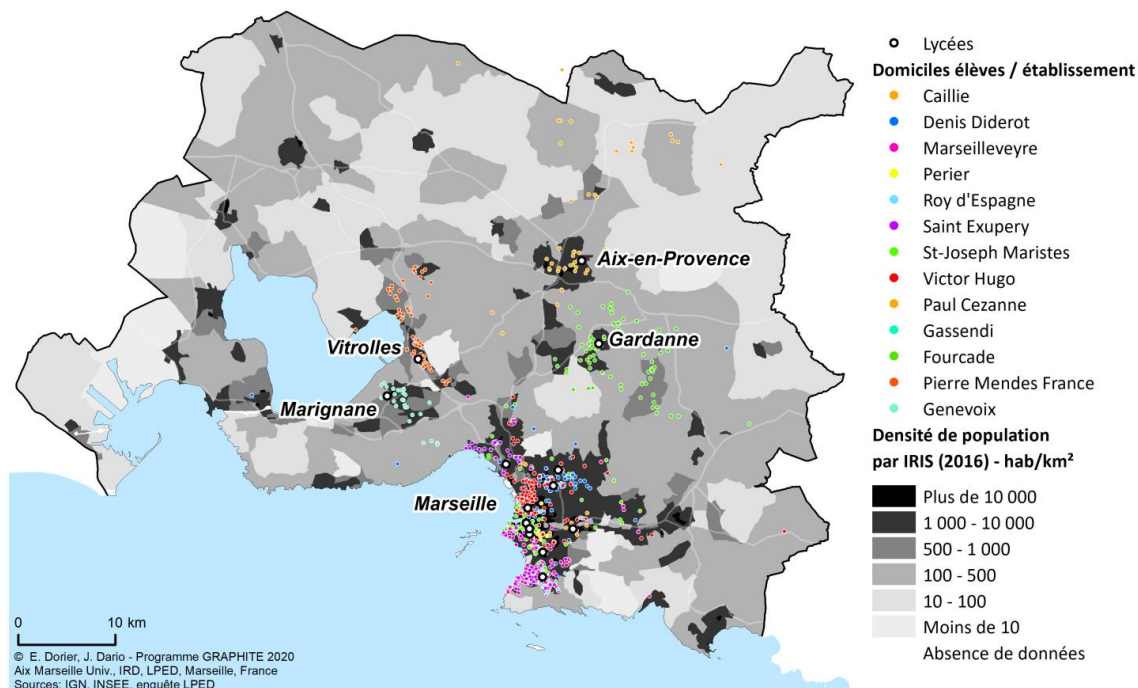 Lycées
Domiciles élèves / établissement
Caillie
Denis Diderot
Marseilleveyre
Perier
Roy d'Espagne
Saint Exupery
St-Joseph Maristes
Victor Hugo
Paul Cezanne
Gassendi
Fourcade
Pierre Mendes France
Genevoix
Densité de population
par IRIS (2016) - hab/km²
Plus de 10 000
1 000 - 10 000
500 - 1 000
100 - 500
10 - 100
Moins de 10
Absence de données
Aix-en-Provence
Gardanne
Vitrolles
Marignane
Marseille
0 10 km
© E. Dorier, J. Dario - Programme GRAPHITE 2020
Aix Marseille Univ., IRD, LPED, Marseille, France
Sources: IGN, INSEE, enquête LPED